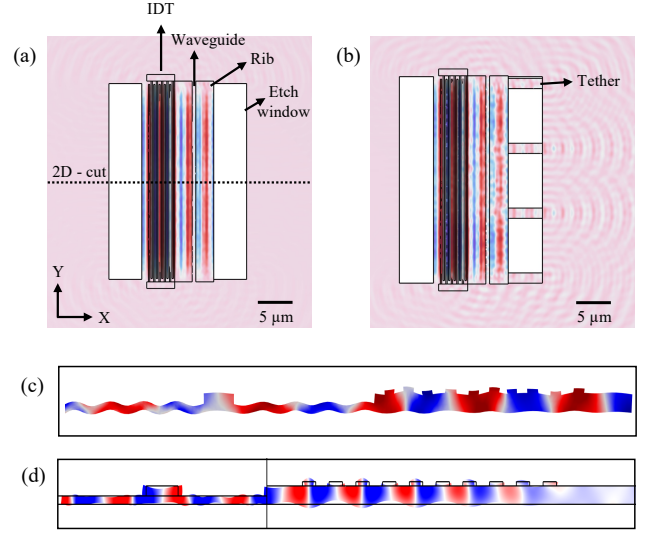 IDT
(a)
Waveguide
Rib
Etch
window
2D - cut
Y
X
5 µm
(b)
Tether
5 µm
(c)
(d)